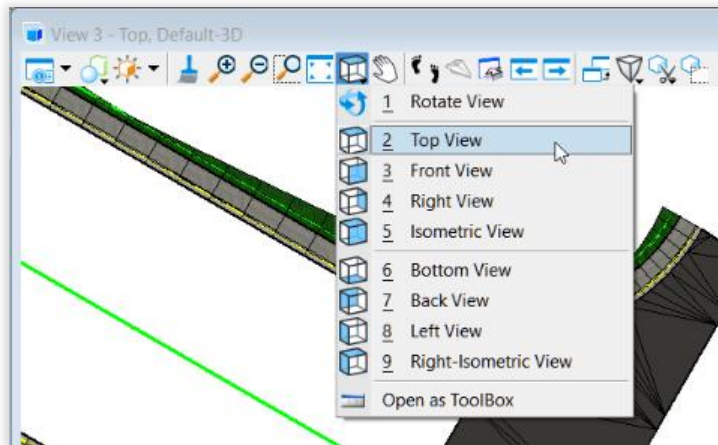 View 3 - Top, Default-3D
1 Rotate View
2 Top View
3 Front View
4 Right View
5 Isometric View
6 Bottom View
7 Back View
8 Left View
9 Right-Isometric View
Open as ToolBox